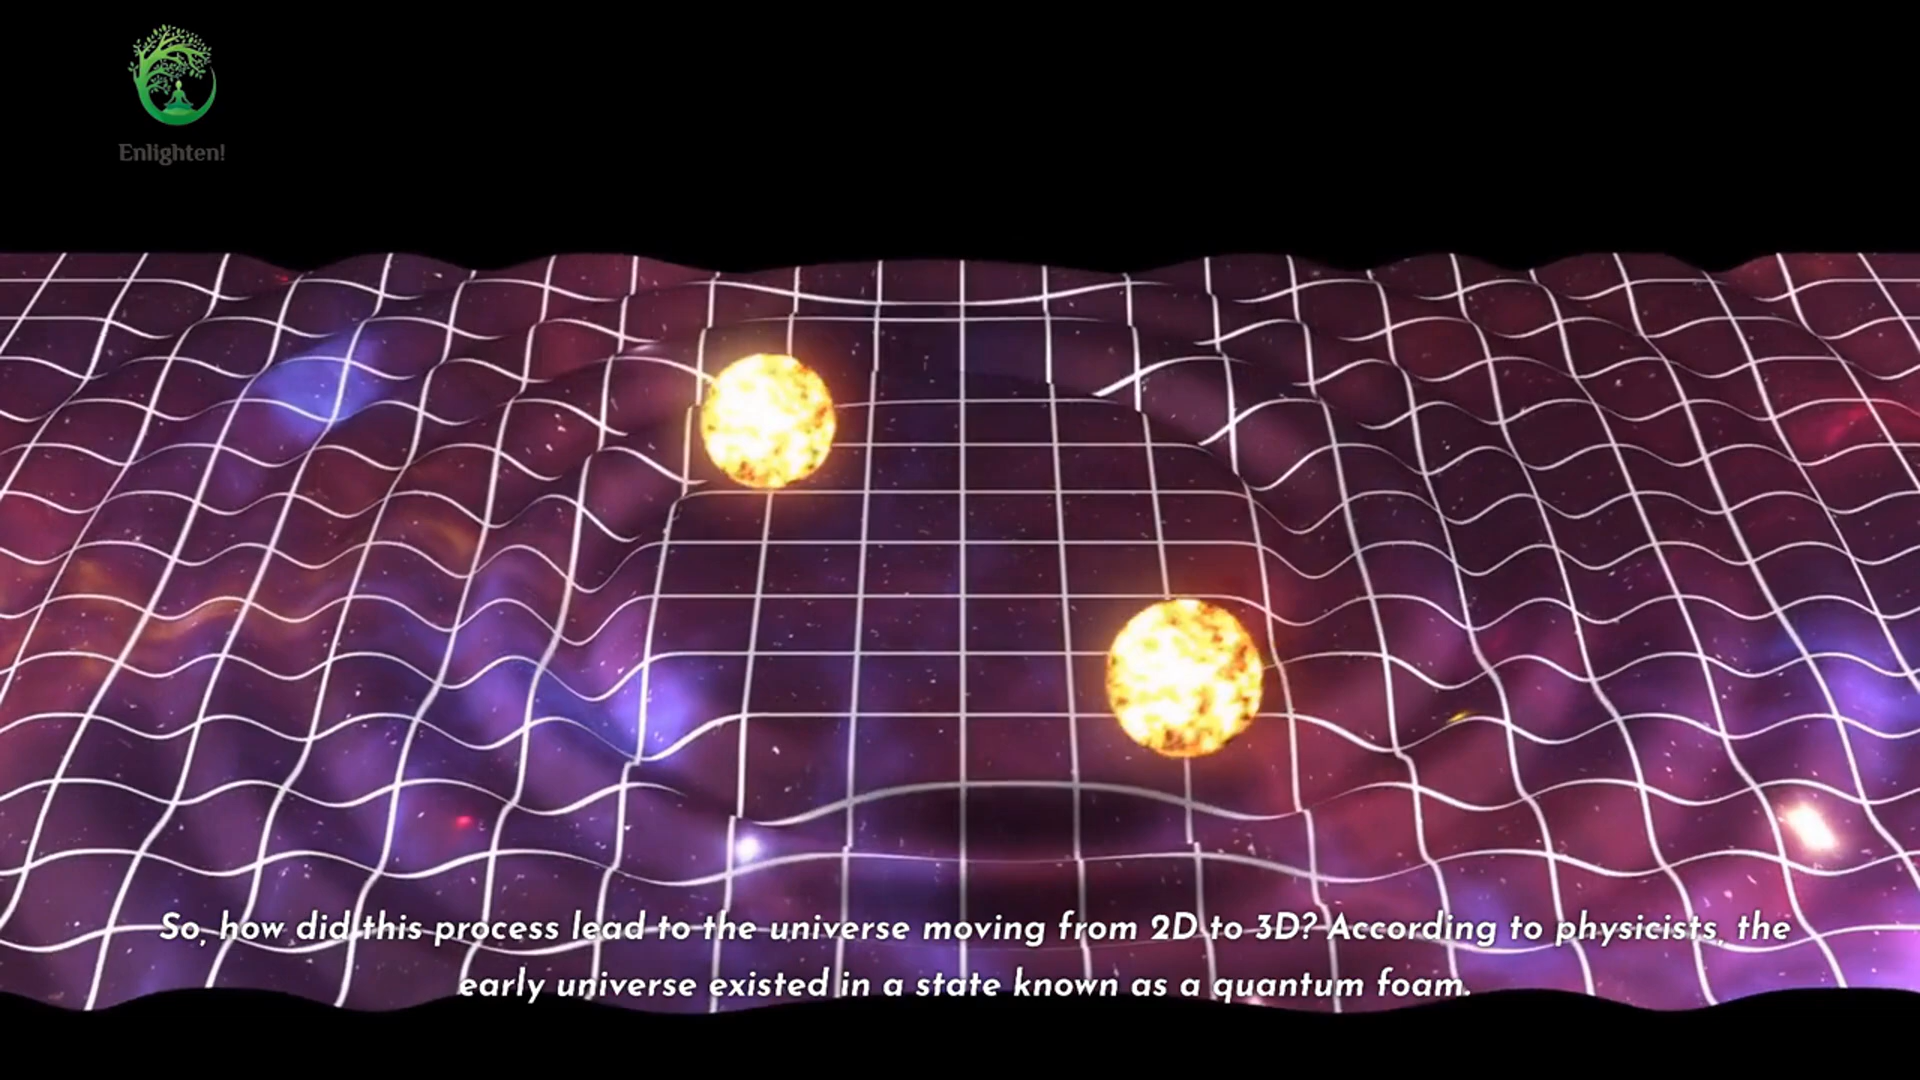 Enlighten!
So, how did this process lead to the universe moving from 2D to 3D? According to physicists, the
early universe existed in a state known as a quantum foam.